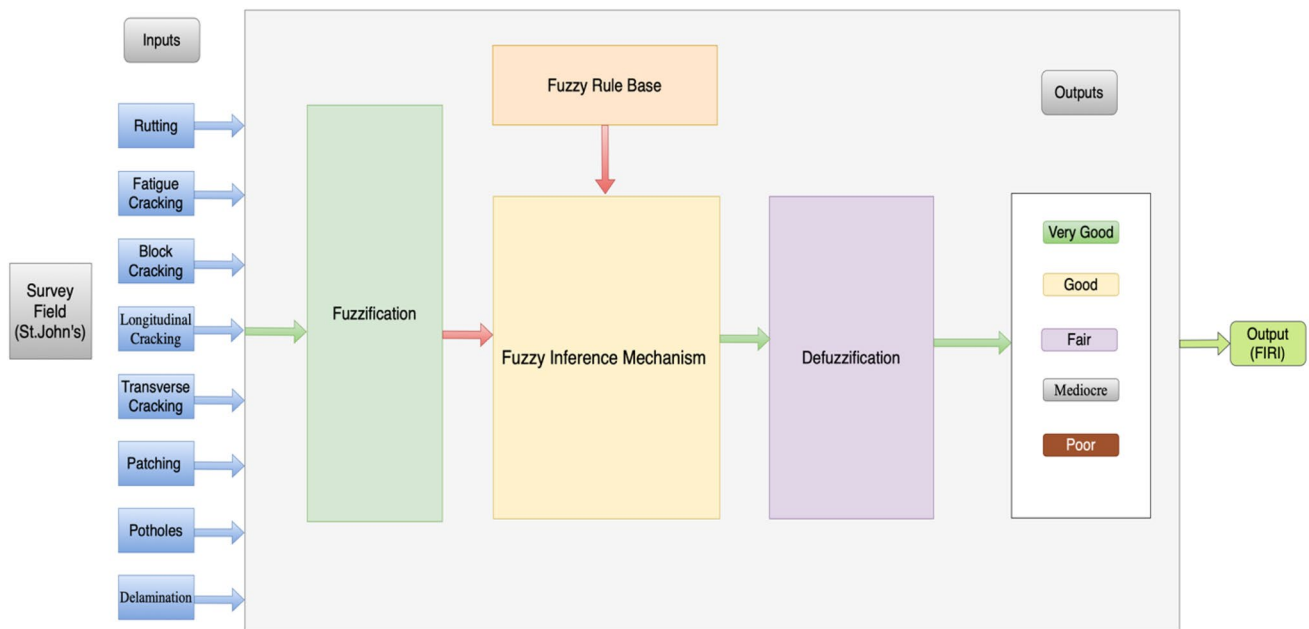 Inputs
Rutting
Fatigue
Cracking
Block
Cracking
Survey
Field
(St.John's)
Longitudinal
Cracking
Transverse
Cracking
Patching
Potholes
Delamination
Fuzzification
Fuzzy Rule Base
Fuzzy Inference Mechanism
Defuzzification
Outputs
Very Good
Good
Fair
Mediocre
Poor
Output
(FIRI)